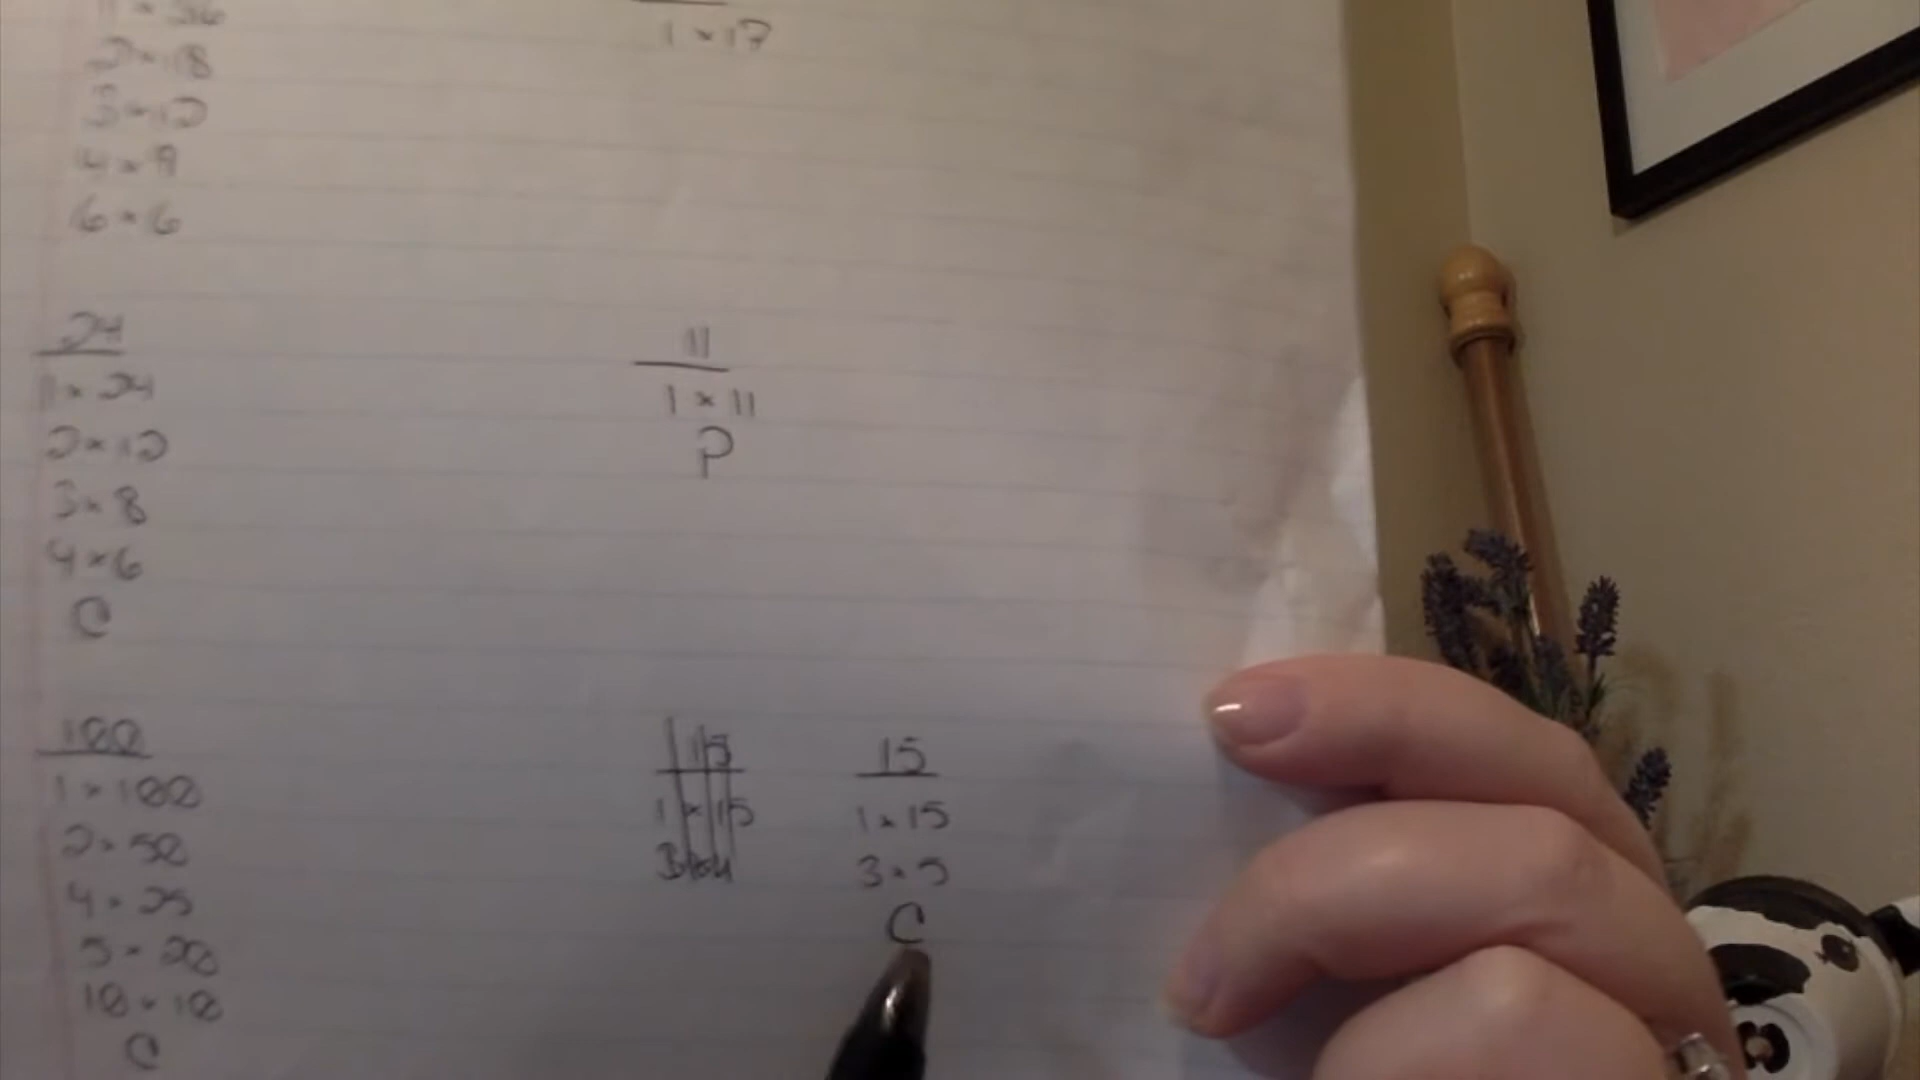 1 × 36
2 × 18
3 × 12
4 × 9
6 × 6
1 × 17
24
1 × 24
2 × 12
3 × 8
4 × 6
C
11
1 × 11
P
100
1 × 100
2 × 50
4 × 25
5 × 20
10 × 10
C
15
1 × 15
15
1 × 15
3 × 5
C